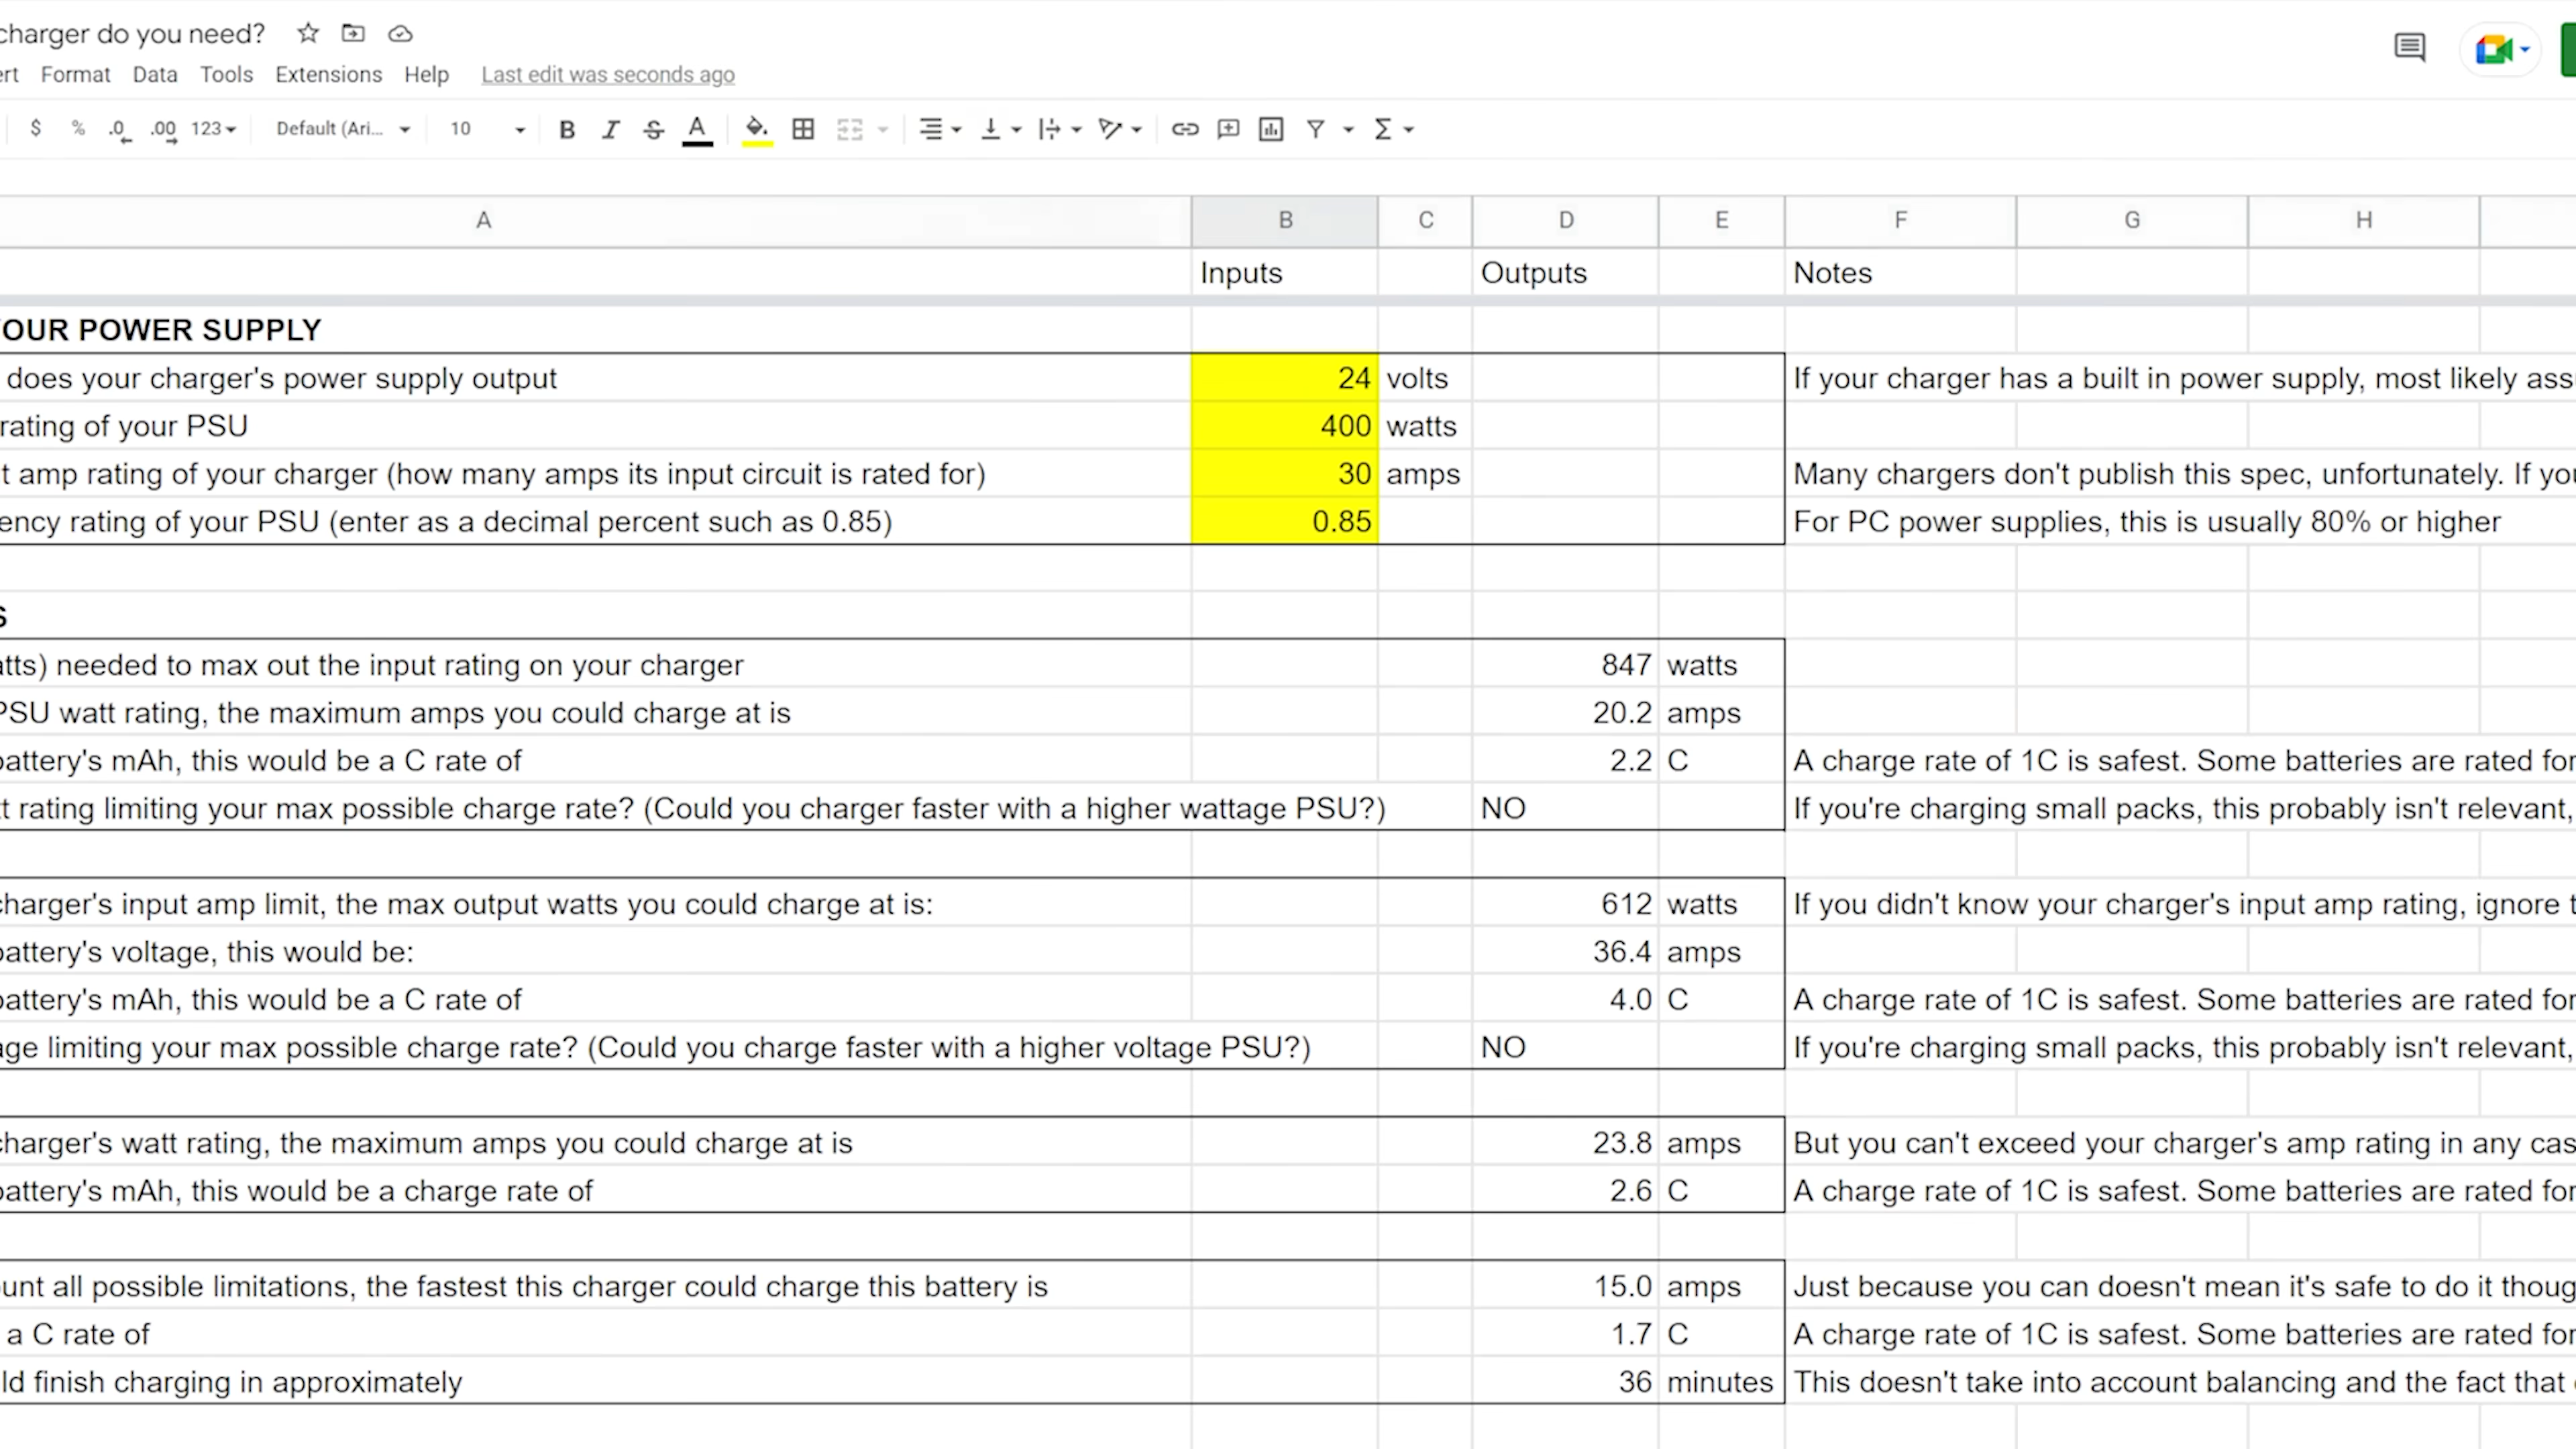 charger do you need?
Format Data Tools Extensions Help Last edit was seconds ago
$ % .0 .00 123 Default (Ari... 10 B I S A
A B C D E F G H
Inputs Outputs Notes
YOUR POWER SUPPLY
does your charger's power supply output 24 volts If your charger has a built in power supply, most likely
rating of your PSU 400 watts
amp rating of your charger (how many amps its input circuit is rated for) 30 amps Many chargers don't publish this spec, unfortunately. If
rating of your PSU (enter as a decimal percent such as 0.85) 0.85 For PC power supplies, this is usually 80% or higher
needed to max out the input rating on your charger 847 watts
PSU watt rating, the maximum amps you could charge at is 20.2 amps
battery's mAh, this would be a C rate of 2.2 C A charge rate of 1C is safest. Some batteries are rated for
rating limiting your max possible charge rate? (Could you charger faster with a higher wattage PSU?) NO If you're charging small packs, this probably isn't relevant,
charger's input amp limit, the max output watts you could charge at is: 612 watts If you didn't know your charger's input amp rating, ignore
battery's voltage, this would be: 36.4 amps
battery's mAh, this would be a C rate of 4.0 C A charge rate of 1C is safest. Some batteries are rated for
limiting your max possible charge rate? (Could you charge faster with a higher voltage PSU?) NO If you're charging small packs, this probably isn't relevant,
charger's watt rating, the maximum amps you could charge at is 23.8 amps But you can't exceed your charger's amp rating in any
battery's mAh, this would be a charge rate of 2.6 C A charge rate of 1C is safest. Some batteries are rated for
all possible limitations, the fastest this charger could charge this battery is 15.0 amps Just because you can doesn't mean it's safe to do it
a C rate of 1.7 C A charge rate of 1C is safest. Some batteries are rated for
finish charging in approximately 36 minutes This doesn't take into account balancing and the fact that